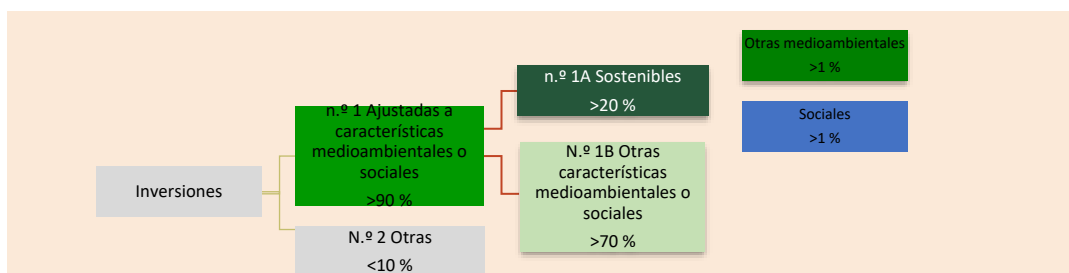 Inversiones
n.º 1 Ajustadas a
características
medioambientales o
sociales
>90 %
N.º 2 Otras
<10 %
n.º 1A Sostenibles
>20 %
N.º 1B Otras
características
medioambientales o
sociales
>70 %
Otras medioambientales
>1 %
Sociales
>1 %